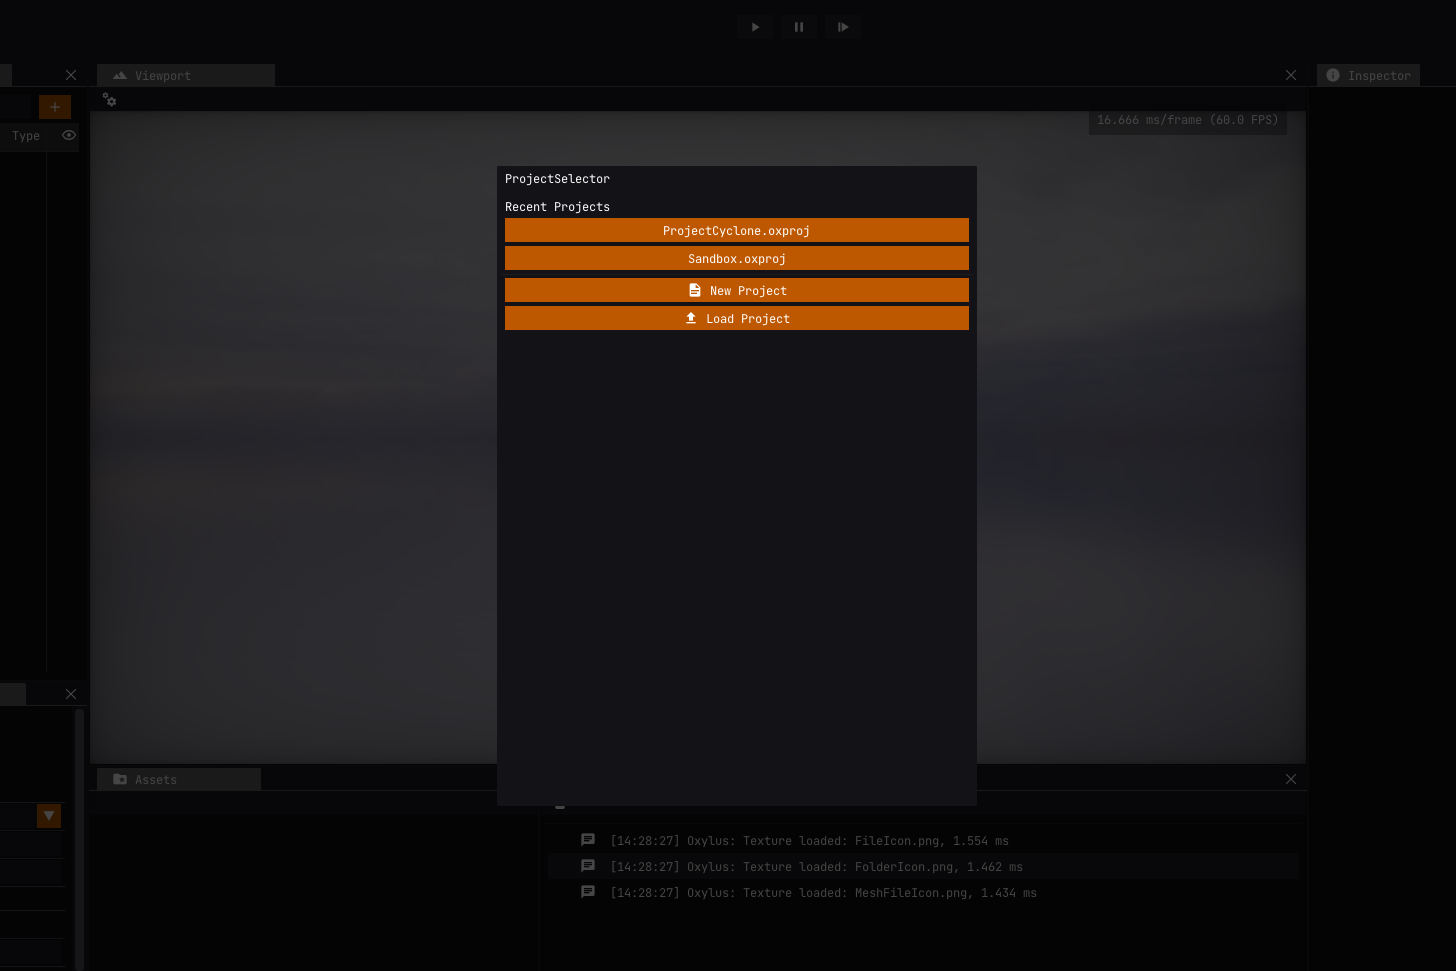 Viewport
Inspector
Type
16.666 ms/frame (60.0 FPS)
ProjectSelector
Recent Projects
ProjectCyclone.oxproj
Sandbox.oxproj
New Project
Load Project
Assets
[14:28:27] Oxylus: Texture loaded: FileIcon.png, 1.554 ms
[14:28:27] Oxylus: Texture loaded: FolderIcon.png, 1.462 ms
[14:28:27] Oxylus: Texture loaded: MeshFileIcon.png, 1.434 ms